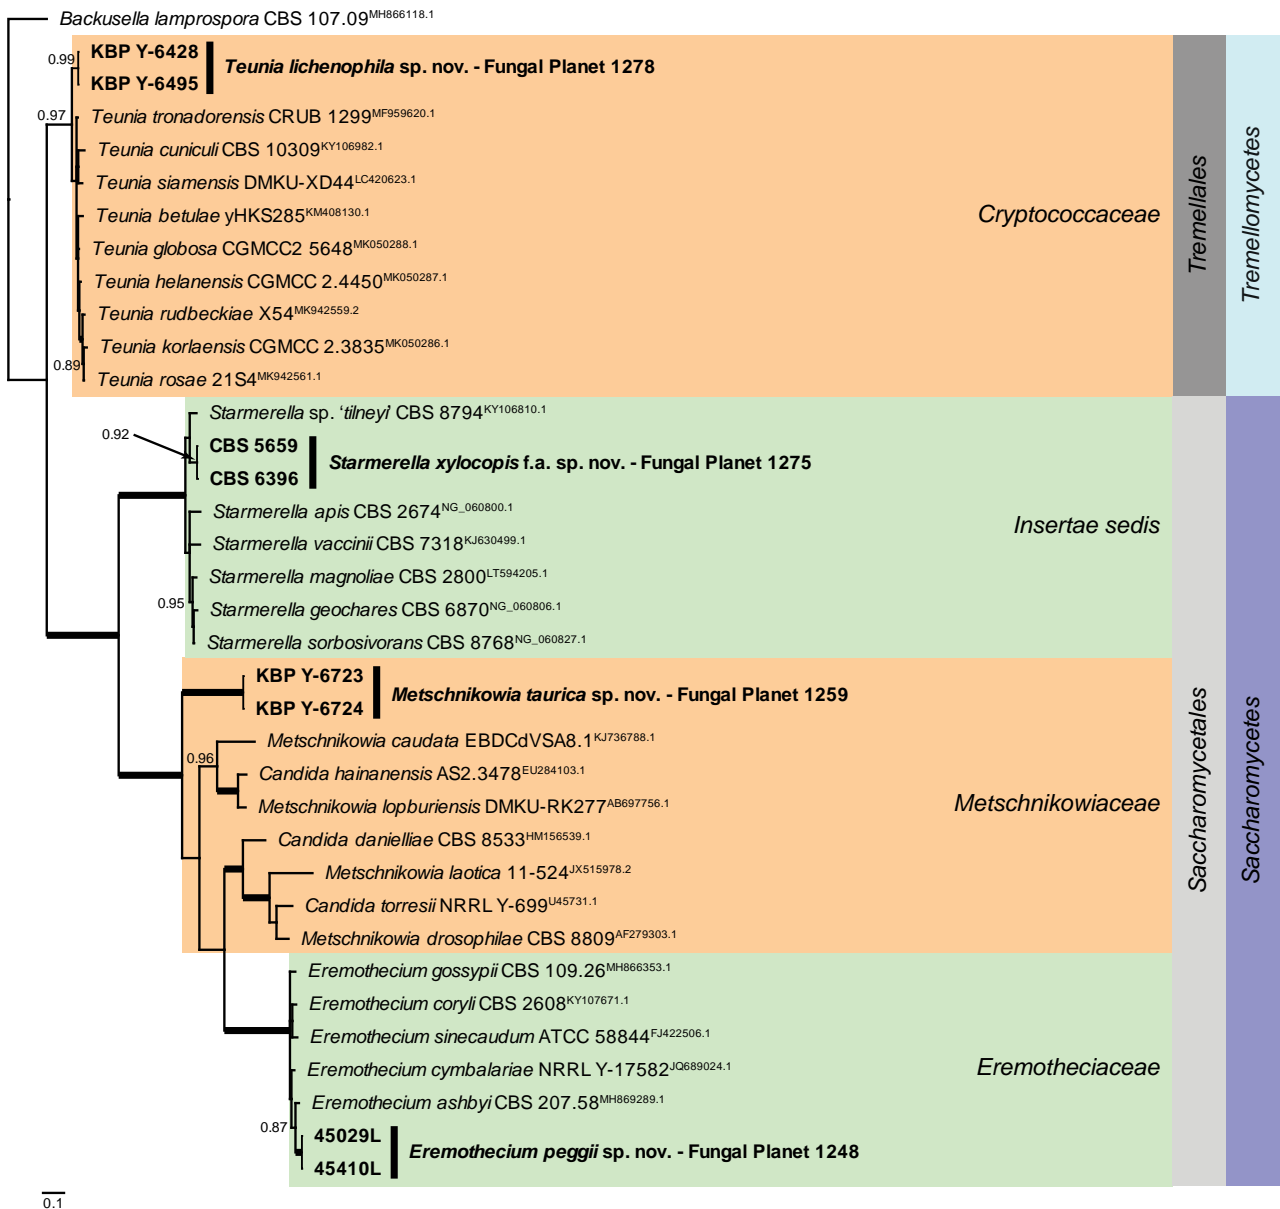 Backusella lamprospora CBS 107.09MH866118.1
0.99
KBP Y-6428
KBP Y-6495
Teunia lichenophila sp. nov. - Fungal Planet 1278
0.97
Teunia tronadorensis CRUB 1299MF959620.1
Teunia cuniculi CBS 10309KY106982.1
Teunia siamensis DMKU-XD44LC420623.1
Teunia betulae yHKS285KM408130.1
Teunia globosa CGMCC2 5648MK050288.1
Teunia helanensis CGMCC 2.4450MK050287.1
Teunia rudbeckiae X54MK942559.2
Teunia korlaensis CGMCC 2.3835MK050286.1
0.89
Teunia rosae 21S4MK942561.1
Cryptococcaceae
Tremellales
Tremellomycetes
Starmerella sp. ‘tilneyi’ CBS 8794KY106810.1
0.92
CBS 5659
CBS 6396
Starmerella xylocopis f.a. sp. nov. - Fungal Planet 1275
Starmerella apis CBS 2674NG_060800.1
Starmerella vaccinii CBS 7318KJ630499.1
Starmerella magnoliae CBS 2800LT594205.1
0.95
Starmerella geochares CBS 6870NG_060806.1
Starmerella sorbosivorans CBS 8768NG_060827.1
Insertae sedis
KBP Y-6723
KBP Y-6724
Metschnikowia taurica sp. nov. - Fungal Planet 1259
Metschnikowia caudata EBDCdVSA8.1KJ736788.1
0.96
Candida hainanensis AS2.3478EU284103.1
Metschnikowia lopburiensis DMKU-RK277AB697756.1
Candida danielliae CBS 8533HM156539.1
Metschnikowia laotica 11-524JX515978.2
Candida torresii NRRL Y-699U45731.1
Metschnikowia drosophilae CBS 8809AF279303.1
Metschnikowiaceae
Saccharomycetales
Saccharomycetes
Eremothecium gossypii CBS 109.26MH866353.1
Eremothecium coryli CBS 2608KY107671.1
Eremothecium sinecaudum ATCC 58844FJ422506.1
Eremothecium cymbalariae NRRL Y-17582JQ689024.1
Eremothecium ashbyi CBS 207.58MH869289.1
0.87
45029L
45410L
Eremothecium peggii sp. nov. - Fungal Planet 1248
Eremotheciaceae
0.1